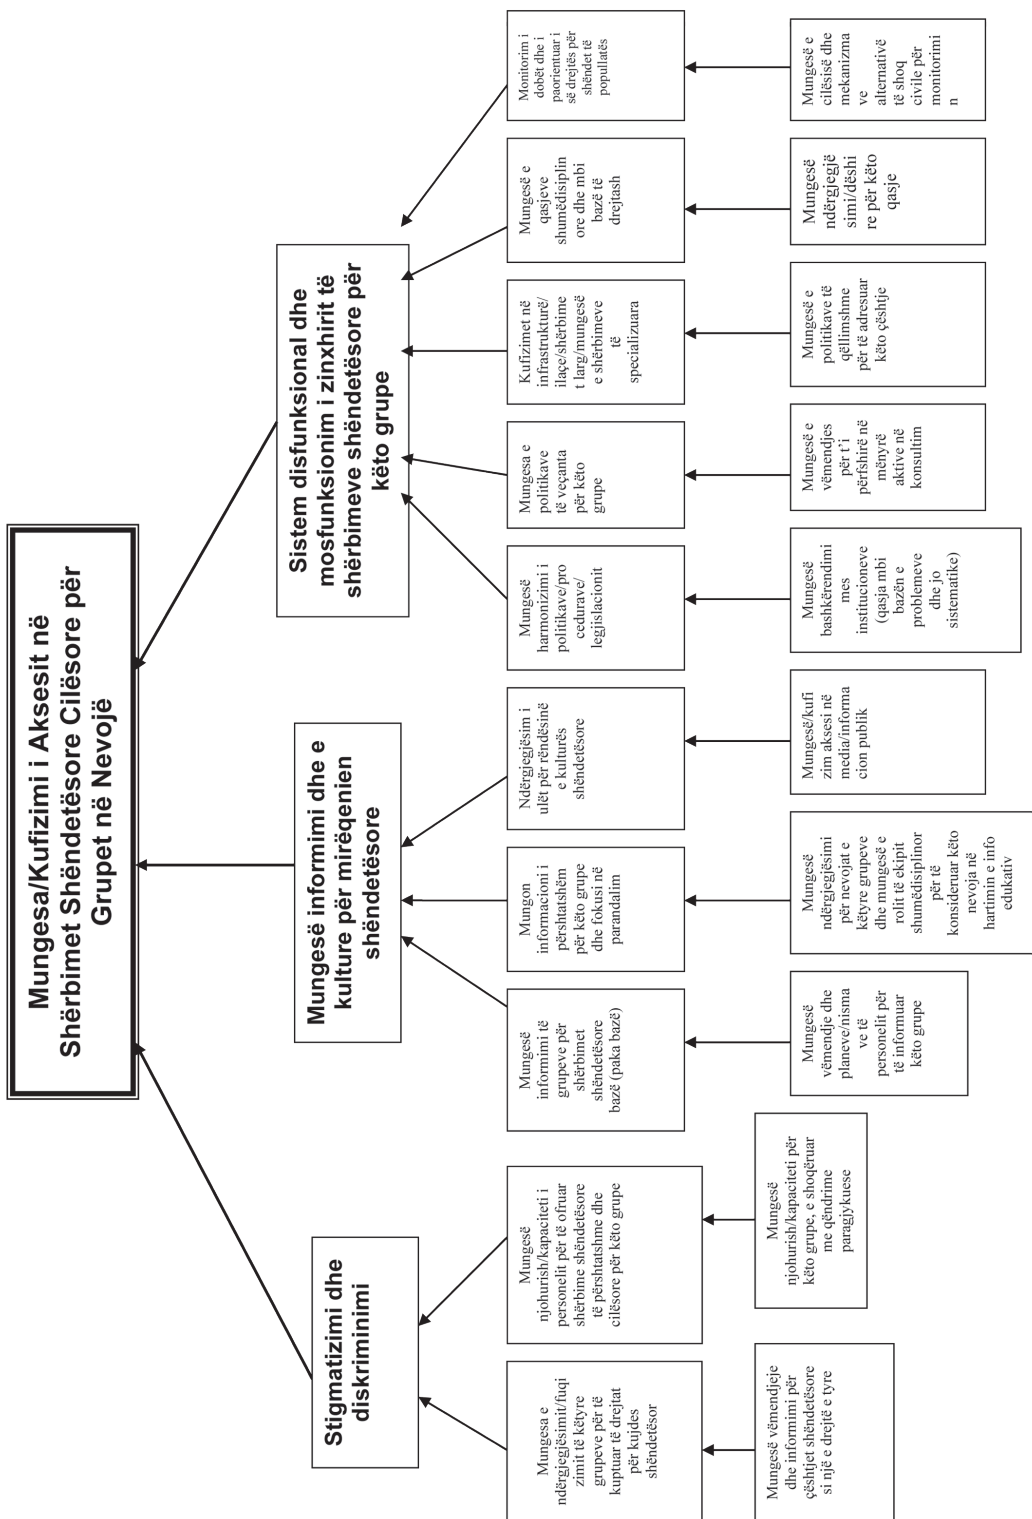 Mungesa/Kufizimi i Aksesit në
Shërbimet Shëndetësore Cilësore për
Grupet në Nevojë
Stigmatizimi dhe
diskriminimi
Mungesë informimi dhe e
kulture për mirëqenien
shëndetësore
Sistem disfunksional dhe
mosfunksionim i zinxhirit të
shërbimeve shëndetësore për
këto grupe
Mungesa e
ndërgjegjësimit/fuqi
zimit të këtyre
grupeve për të
kuptuar të drejtat
për kujdes
shëndetësor
Mungesë
njohurish/kapaciteti i
personelit për të ofruar
shërbime shëndetësore
të përshtatshme dhe
cilësore për këto grupe
Mungesë
informimi të
grupeve për
shërbimet
shëndetësore
bazë (paka bazë)
Mungon
informacioni i
përshtatshëm
për këto grupe
dhe fokusi në
parandalim
Ndërgjegjësim i
ulët për rëndësinë
e kulturës
shëndetësore
Mungesë
harmonizimi i
politikave/pro
cedurave/
legjislacionit
Mungesa e
politikave
të veçanta
për këto
grupe
Kufizimet në
infrastrukturë/
ilaçe/shërbime
t larg/mungesë
e shërbimeve
të
specializuara
Mungesë e
qasjeve
shumëdisiplin
ore dhe mbi
bazë të
drejtash
Monitorim i
dobët dhe i
paorientuar i
së drejtës për
shëndet të
popullatës
Mungesë vëmendjeje
dhe informimi për
çështjet shëndetësore
si një e drejtë e tyre
Mungesë
njohurish/kapaciteti për
këto grupe, e shoqëruar
me qëndrime
paragjykuese
Mungesë
vëmendje dhe
planeve/nisma
ve të
personelit për
të informuar
këto grupe
Mungesë
ndërgjegjësimi
për nevojat e
këtyre grupeve
dhe mungesë e
rolit të ekipit
shumëdisiplinor
për të
konsideruar këto
nevoja në
hartimin e info
edukativ
Mungesë/kufi
zim aksesi në
media/informa
cion publik
Mungesë
bashkërendimi
mes
institucioneve
(qasja mbi
bazën e
problemeve
dhe jo
sistematike)
Mungesë e
vëmendjes
për t'i
përfshirë në
mënyrë
aktive në
konsultim
Mungesë e
politikave të
qëllimshme
për të adresuar
këto çështje
Mungesë
ndërgjegjë
simi/dëshi
re për këto
qasje
Mungesë e
cilësisë dhe
mekanizma
ve
alternativë
të shoq
civile për
monitorimi
n